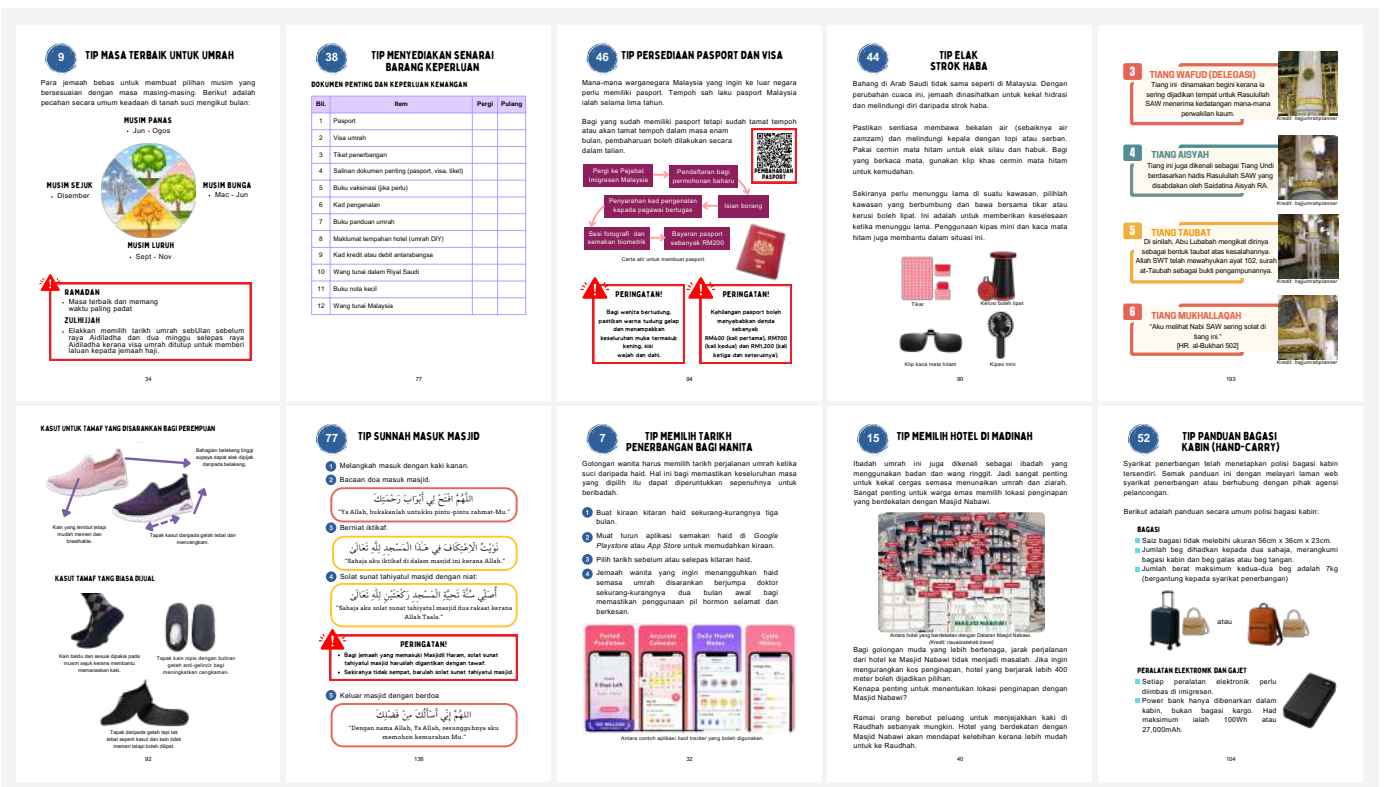 9
TIP MASA TERBAIK UNTUK UMRAH
Para jemaah bebas untuk membuat pilihan musim yang
bersesuaian dengan masa masing-masing. Berikut adalah
pecahan secara umum keadaan di tanah suci mengikut bulan:
MUSIM PANAS
• Jun - Ogos
MUSIM SEJUK
• Disember
MUSIM BUNGA
• Mac - Jun
MUSIM LURUH
• Sept - Nov
RAMADAN
• Masa terbaik dan memang
waktu paling padat
ZULHIJJAH
• Elakkan memilih tarikh umrah sebUlan sebelum
raya Aidiladha dan dua minggu selepas raya
Aidiladha kerana visa umrah ditutup untuk memberi
laluan kepada jemaah haji.
34
38
TIP MENYEDIAKAN SENARAI
BARANG KEPERLUAN
DOKUMEN PENTING DAN KEPERLUAN KEWANGAN
Bil. Item Pergi Pulang
1 Pasport
2 Visa umrah
3 Tiket penerbangan
4 Salinan dokumen penting (pasport, visa, tiket)
5 Buku vaksinasi (jika perlu)
6 Kad pengenalan
7 Buku panduan umrah
8 Maklumat tempahan hotel (umrah DIY)
9 Kad kredit atau debit antarabangsa
10 Wang tunai dalam Riyal Saudi
11 Buku nota kecil
12 Wang tunai Malaysia
77
46
TIP PERSEDIAAN PASPORT DAN VISA
Mana-mana warganegara Malaysia yang ingin ke luar negara
perlu memiliki pasport. Tempoh sah laku pasport Malaysia
ialah selama lima tahun.
Bagi yang sudah memiliki pasport tetapi sudah tamat tempoh
atau akan tamat tempoh dalam masa enam
bulan, pembaharuan boleh dilakukan secara
dalam talian.
PEMBAHARUAN
PASPORT
Pergi ke Pejabat
Imigresen Malaysia
Pendaftaran bagi
permohonan baharu
Penyerahan kad pengenalan
kepada pegawai bertugas
Isian borang
Sesi fotografi dan
semakan biometrik
Bayaran pasport
sebanyak RM200
Carta alir untuk membuat pasport.
PERINGATAN!
Bagi wanita bertudung,
pastikan warna tudung gelap
dan menampakkan
keseluruhan muka termasuk
kening, sisi
wajah dan dahi.
PERINGATAN!
Kehilangan pasport boleh
menyebabkan denda
sebanyak
RM400 (kali pertama), RM700
(kali kedua) dan RM1,200 (kali
ketiga dan seterusnya).
94
44
TIP ELAK
STROK HABA
Bahang di Arab Saudi tidak sama seperti di Malaysia. Dengan
perubahan cuaca ini, jemaah dinasihatkan untuk kekal hidrasi
dan melindungi diri daripada strok haba.
Pastikan sentiasa membawa bekalan air (sebaiknya air
zamzam) dan melindungi kepala dengan topi atau serban.
Pakai cermin mata hitam untuk elak silau dan habuk. Bagi
yang berkaca mata, gunakan klip khas cermin mata hitam
untuk kemudahan.
Sekiranya perlu menunggu lama di suatu kawasan, pilihlah
kawasan yang berbumbung dan bawa bersama tikar atau
kerusi boleh lipat. Ini adalah untuk memberikan keselesaan
ketika menunggu lama. Penggunaan kipas mini dan kaca mata
hitam juga membantu dalam situasi ini.
Tikar
Kerusi boleh lipat
Klip kaca mata hitam
Kipas mini
90
3
TIANG WAFUD (DELEGASI)
Tiang ini dinamakan begini kerana ia
sering dijadikan tempat untuk Rasulullah
SAW menerima kedatangan mana-mana
perwakilan kaum.
Kredit: hajjumrahplanner
4
TIANG AISYAH
Tiang ini juga dikenali sebagai Tiang Undi
berdasarkan hadis Rasulullah SAW yang
disabdakan oleh Saidatina Aisyah RA.
Kredit: hajjumrahplanner
5
TIANG TAUBAT
Di sinilah, Abu Lubabah mengikat dirinya
sebagai bentuk taubat atas kesalahannya.
Allah SWT telah mewahyukan ayat 102, surah
at-Taubah sebagai bukti pengampunannya.
Kredit: hajjumrahplanner
6
TIANG MUKHALLAQAH
"Aku melihat Nabi SAW sering solat di
tiang ini."
[HR. al-Bukhari 502]
Kredit: hajjumrahplanner
193
KASUT UNTUK TAWAF YANG DISARANKAN BAGI PEREMPUAN
Bahagian belakang tinggi
supaya dapat elak dipijak
daripada belakang.
Kain yang lembut tetapi
mudah memeri dan
breathable.
Tapak kasut daripada getah tebal dan
mencengkam.
KASUT TAWAF YANG BIASA DIJUAL
Kain baldu dan sesuai dipakai pada
musim sejuk kerana membantu
memanaskan kaki.
Tapak kain nipis dengan butiran
getah anti-gelincir bagi
meningkatkan cengkaman.
Tapak daripada getah tapi tak
tebal seperti kasut dan kain tidak
memeri tetapi boleh dilipat.
92
77
TIP SUNNAH MASUK MASJID
1 Melangkah masuk dengan kaki kanan.
2 Bacaan doa masuk masjid.
اللَّهُمَّ افْتَحْ لِي أَبْوَابَ رَحْمَتِكَ
"Ya Allah, bukakanlah untukku pintu-pintu rahmat-Mu."
3 Berniat iktikaf.
نَوَيْتُ الْاِعْتِكَافَ فِي هَذَا الْمَسْجِدِ لِلَّهِ تَعَالَىٰ
"Sahaja aku iktikaf di dalam masjid ini kerana Allah."
4 Solat sunat tahiyatul masjid dengan niat:
أُصَلِّي سُنَّةَ تَحِيَّةِ الْمَسْجِدِ رَكْعَتَيْنِ لِلَّهِ تَعَالَىٰ
"Sahaja aku solat sunat tahiyatul masjid dua rakaat kerana
Allah Taala."
PERINGATAN!
• Bagi jemaah yang memasuki Masjidil Haram, solat sunat
tahiyatul masjid haruslah digantikan dengan tawaf.
• Sekiranya tidak sempat, barulah solat sunat tahiyatul masjid.
5 Keluar masjid dengan berdoa
اللهُمَّ إِنِّي أَسْأَلُكَ مِنْ فَضْلِكَ
"Dengan nama Allah, Ya Allah, sesungguhnya aku
memohon kemurahan Mu."
136
7
TIP MEMILIH TARIKH
PENERBANGAN BAGI WANITA
Golongan wanita harus memilih tarikh perjalanan umrah ketika
suci daripada haid. Hal ini bagi memastikan keseluruhan masa
yang dipilih itu dapat diperuntukkan sepenuhnya untuk
beribadah.
1 Buat kiraan kitaran haid sekurang-kurangnya tiga
bulan.
2 Muat turun aplikasi semakan haid di Google
Playstore atau App Store untuk memudahkan kiraan.
3 Pilih tarikh sebelum atau selepas kitaran haid.
4 Jemaah wanita yang ingin menangguhkan haid
semasa umrah disarankan berjumpa doktor
sekurang-kurangnya dua bulan awal bagi
memastikan penggunaan pil hormon selamat dan
berkesan.
Period
Prediction
Accurate
Calendar
Daily Health
Notes
Cycle
History
Antara contoh aplikasi haid tracker yang boleh digunakan.
32
15
TIP MEMILIH HOTEL DI MADINAH
Ibadah umrah ini juga dikenali sebagai ibadah yang
menggunakan badan dan wang ringgit. Jadi sangat penting
untuk kekal cergas semasa menunaikan umrah dan ziarah.
Sangat penting untuk warga emas memilih lokasi penginapan
yang berdekatan dengan Masjid Nabawi.
MASJID NABAWI
Antara hotel yang berdekatan dengan Dataran Masjid Nabawi.
Bagi golongan muda yang lebih bertenaga, jarak perjalanan
dari hotel ke Masjid Nabawi tidak menjadi masalah. Jika ingin
mengurangkan kos penginapan, hotel yang berjarak lebih 400
meter boleh dijadikan pilihan.
Kenapa penting untuk menentukan lokasi penginapan dengan
Masjid Nabawi?
Ramai orang berebut peluang untuk menjejakkan kaki di
Raudhah sebanyak mungkin. Hotel yang berdekatan dengan
Masjid Nabawi akan mendapat kelebihan kerana lebih mudah
untuk ke Raudhah.
40
52
TIP PANDUAN BAGASI
KABIN (HAND-CARRY)
Syarikat penerbangan telah menetapkan polisi bagasi kabin
tersendiri. Semak panduan ini dengan melayari laman web
syarikat penerbangan atau berhubung dengan pihak agensi
pelancongan.
Berikut adalah panduan secara umum polisi bagasi kabin:
BAGASI
Saiz bagasi tidak melebihi ukuran 56cm x 36cm x 23cm.
Jumlah beg dihadkan kepada dua sahaja, merangkumi
bagasi kabin dan beg galas atau beg tangan.
Jumlah berat maksimum kedua-dua beg adalah 7kg
(bergantung kepada syarikat penerbangan)
atau
PERALATAN ELEKTRONIK DAN GAJET
Setiap peralatan elektronik perlu
diimbas di imigresen.
Power bank hanya dibenarkan dalam
kabin, bukan bagasi kargo. Had
maksimum ialah 100Wh atau
27,000mAh.
104